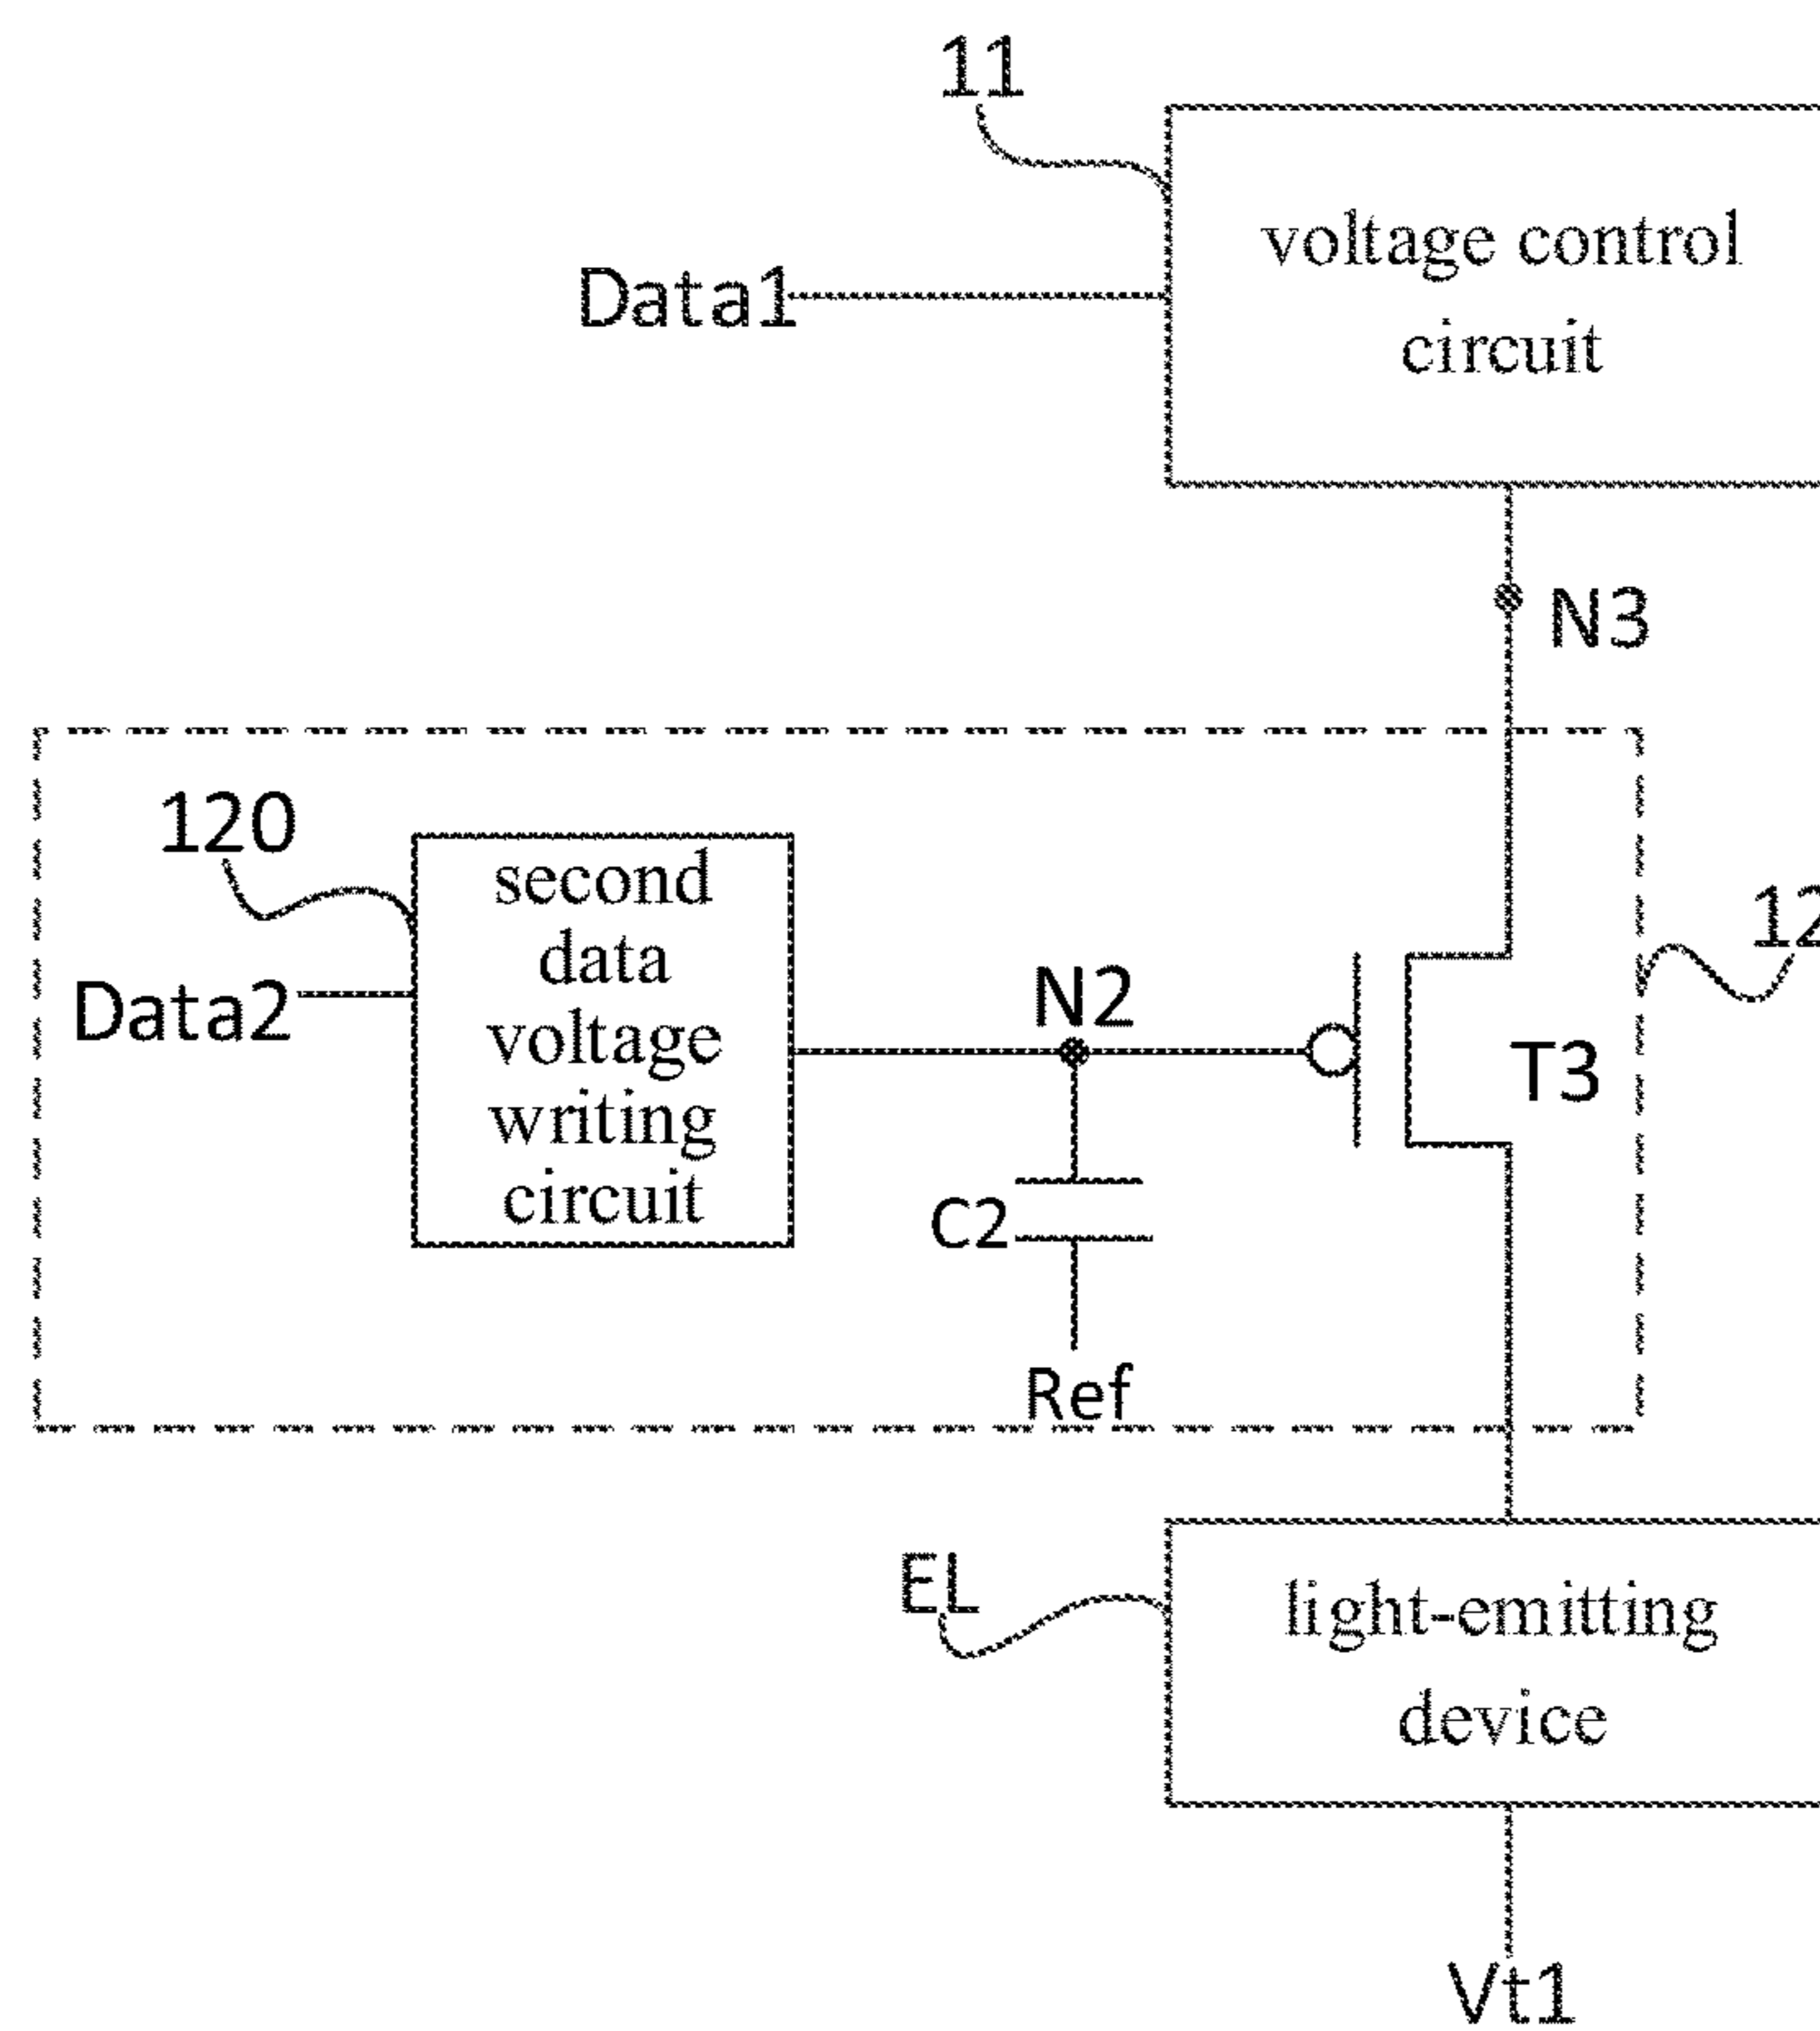 11
voltage control
circuit
Data1
N3
120
second
data
voltage
writing
circuit
Data2
N2
12
T3
C2
Ref
EL
light-emitting
device
Vt1